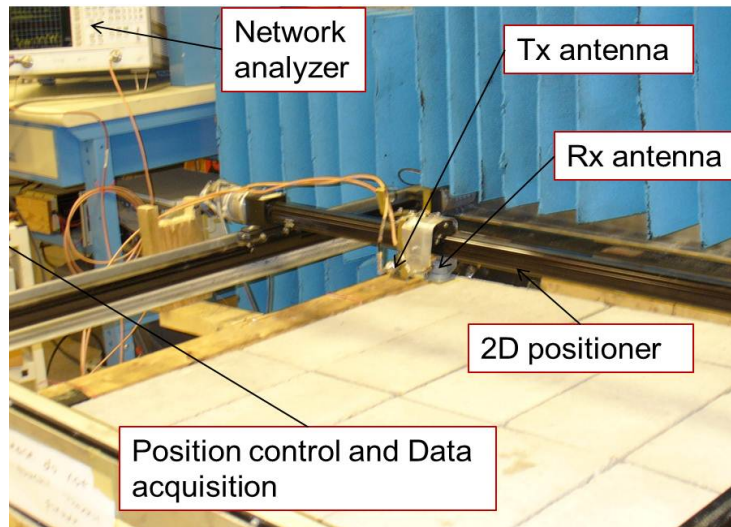 Network
analyzer
Tx antenna
Rx antenna
2D positioner
Position control and Data
acquisition